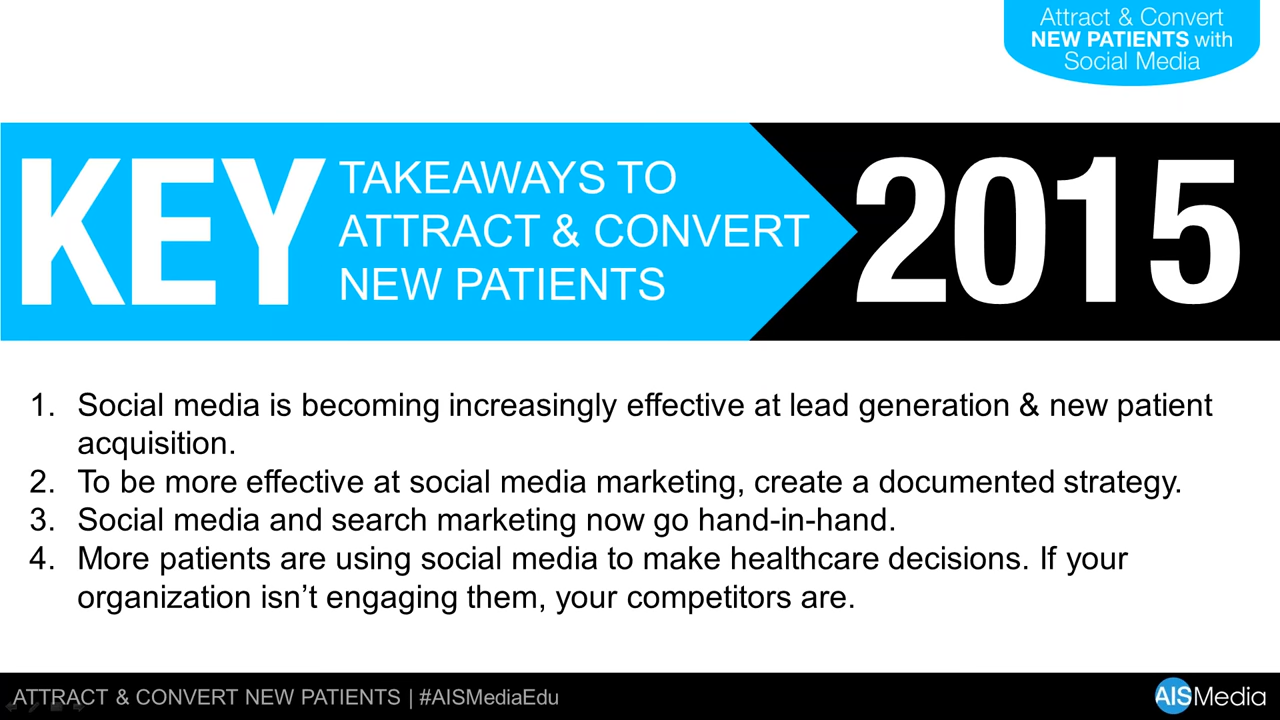 Attract & Convert
NEW PATIENTS with
Social Media
KEY
TAKEAWAYS TO
ATTRACT & CONVERT
NEW PATIENTS
2015
1. Social media is becoming increasingly effective at lead generation & new patient
acquisition.
2. To be more effective at social media marketing, create a documented strategy.
3. Social media and search marketing now go hand-in-hand.
4. More patients are using social media to make healthcare decisions. If your
organization isn’t engaging them, your competitors are.
ATTRACT & CONVERT NEW PATIENTS | #AISMediaEdu
AISMedia